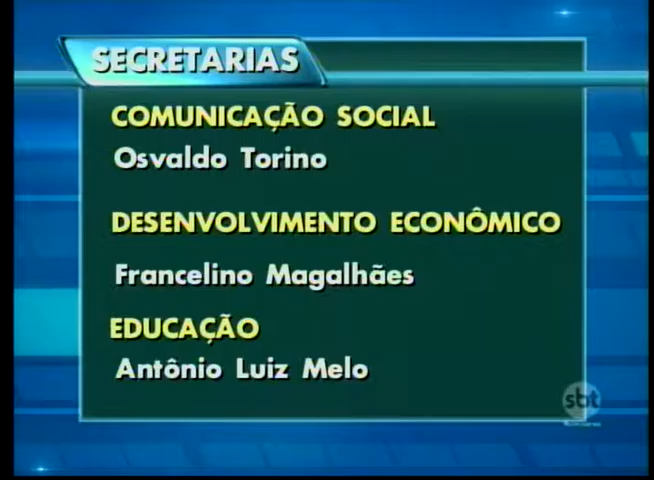 SECRETARIAS
COMUNICAÇÃO SOCIAL
Osvaldo Torino
DESENVOLVIMENTO ECONÔMICO
Francelino Magalhães
EDUCAÇÃO
Antônio Luiz Melo
sbt